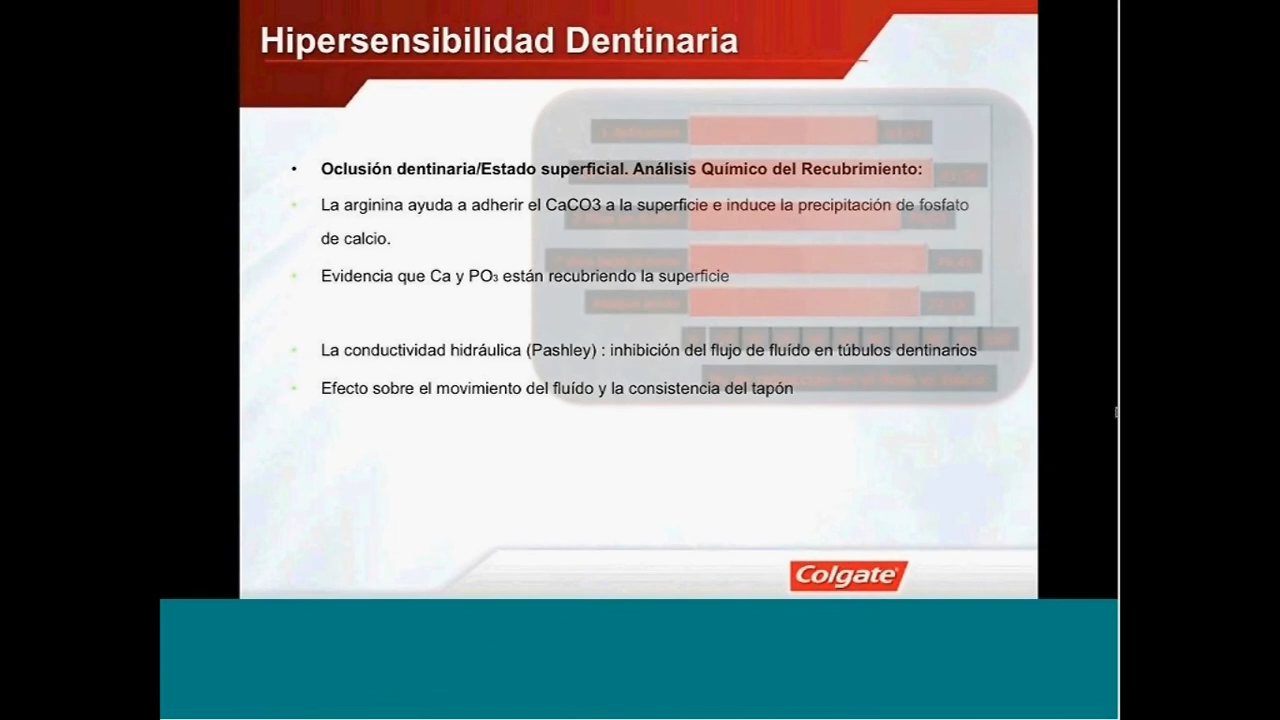 Hipersensibilidad Dentinaria
• Oclusión dentinaria/Estado superficial. Análisis Químico del Recubrimiento:
La arginina ayuda a adherir el CaCO3 a la superficie e induce la precipitación de fosfato
de calcio.
Evidencia que Ca y PO₃ están recubriendo la superficie
La conductividad hidráulica (Pashley) : inhibición del flujo de fluído en túbulos dentinarios
Efecto sobre el movimiento del fluído y la consistencia del tapón
Colgate